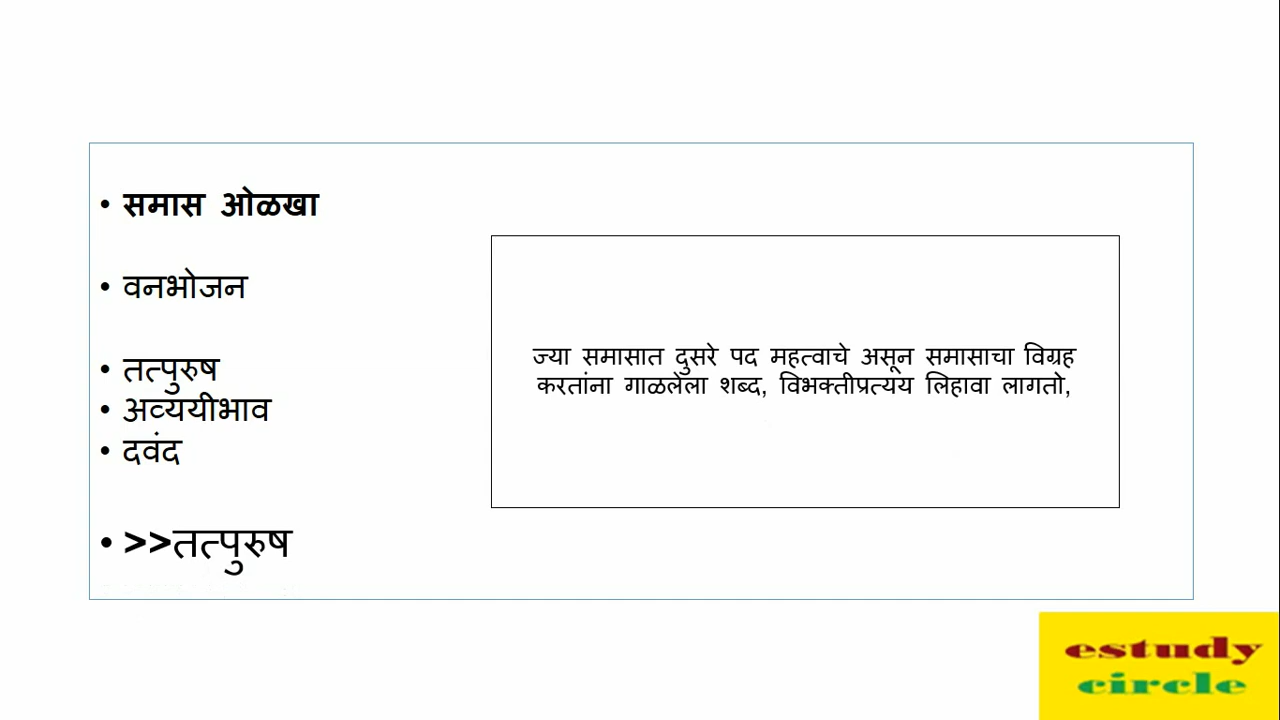 • समास ओळखा
• वनभोजन
• तत्पुरुष
• अव्ययीभाव
• दवंद
• >>तत्पुरुष
ज्या समासात दुसरे पद महत्वाचे असून समासाचा विग्रह
करतांना गाळलेला शब्द, विभक्तीप्रत्यय लिहावा लागतो,
estudy
circle